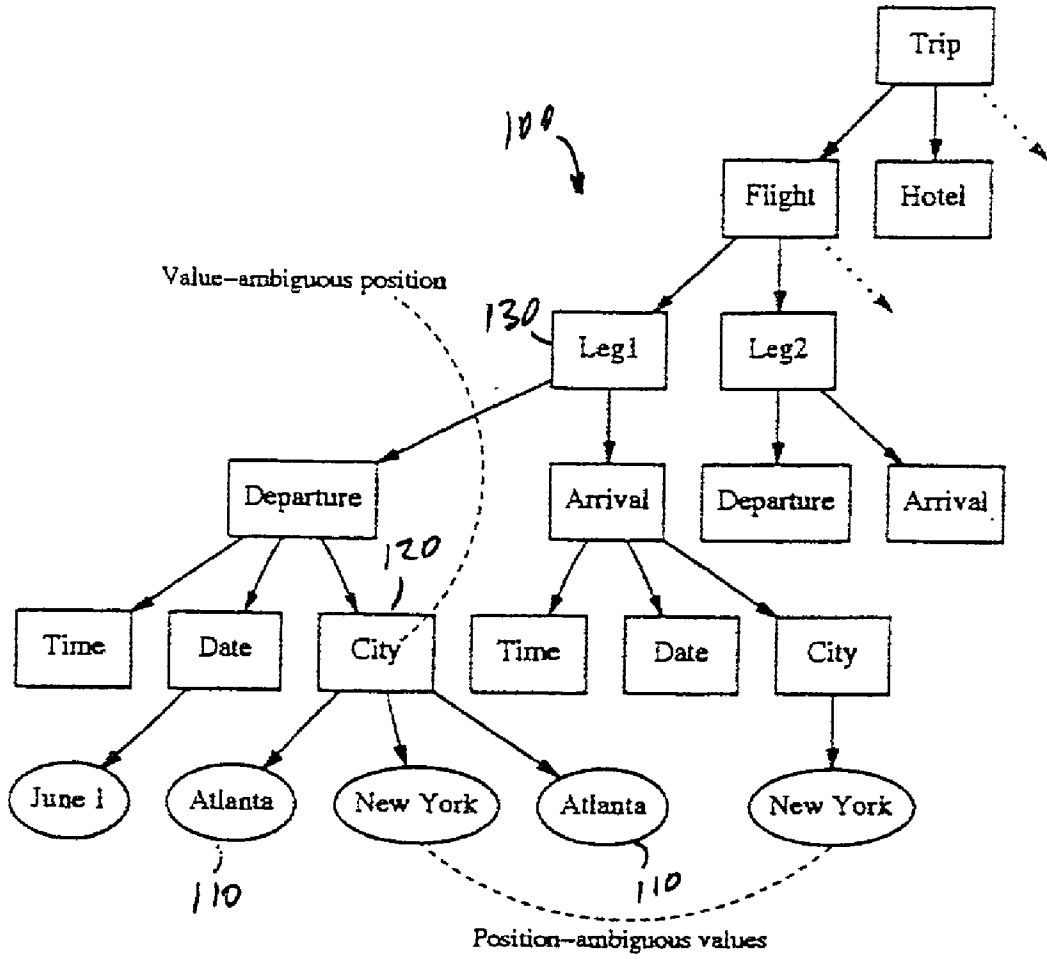 Trip
100
Flight
Hotel
Value-ambiguous position
130
Leg1
Leg2
Departure
Arrival
Departure
Arrival
120
Time
Date
City
Time
Date
City
June 1
Atlanta
New York
Atlanta
New York
110
110
Position-ambiguous values